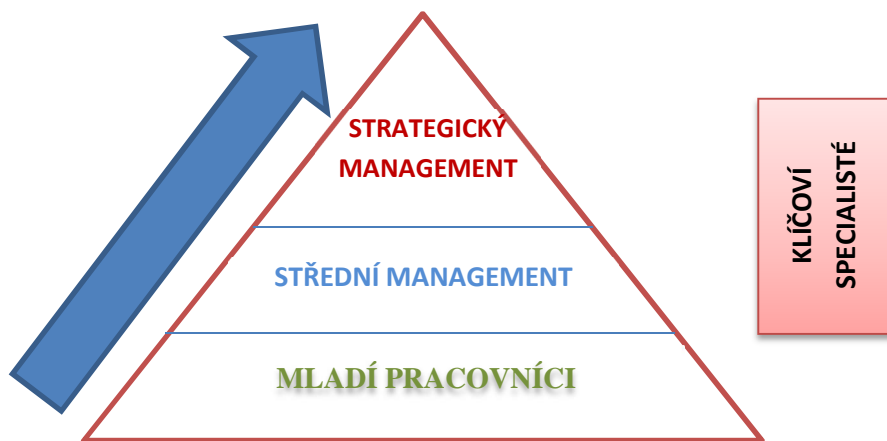 STRATEGICKÝ
MANAGEMENT
STŘEDNÍ MANAGEMENT
MLADÍ PRACOVNÍCI
KLÍČOVÍ
SPECIALISTÉ